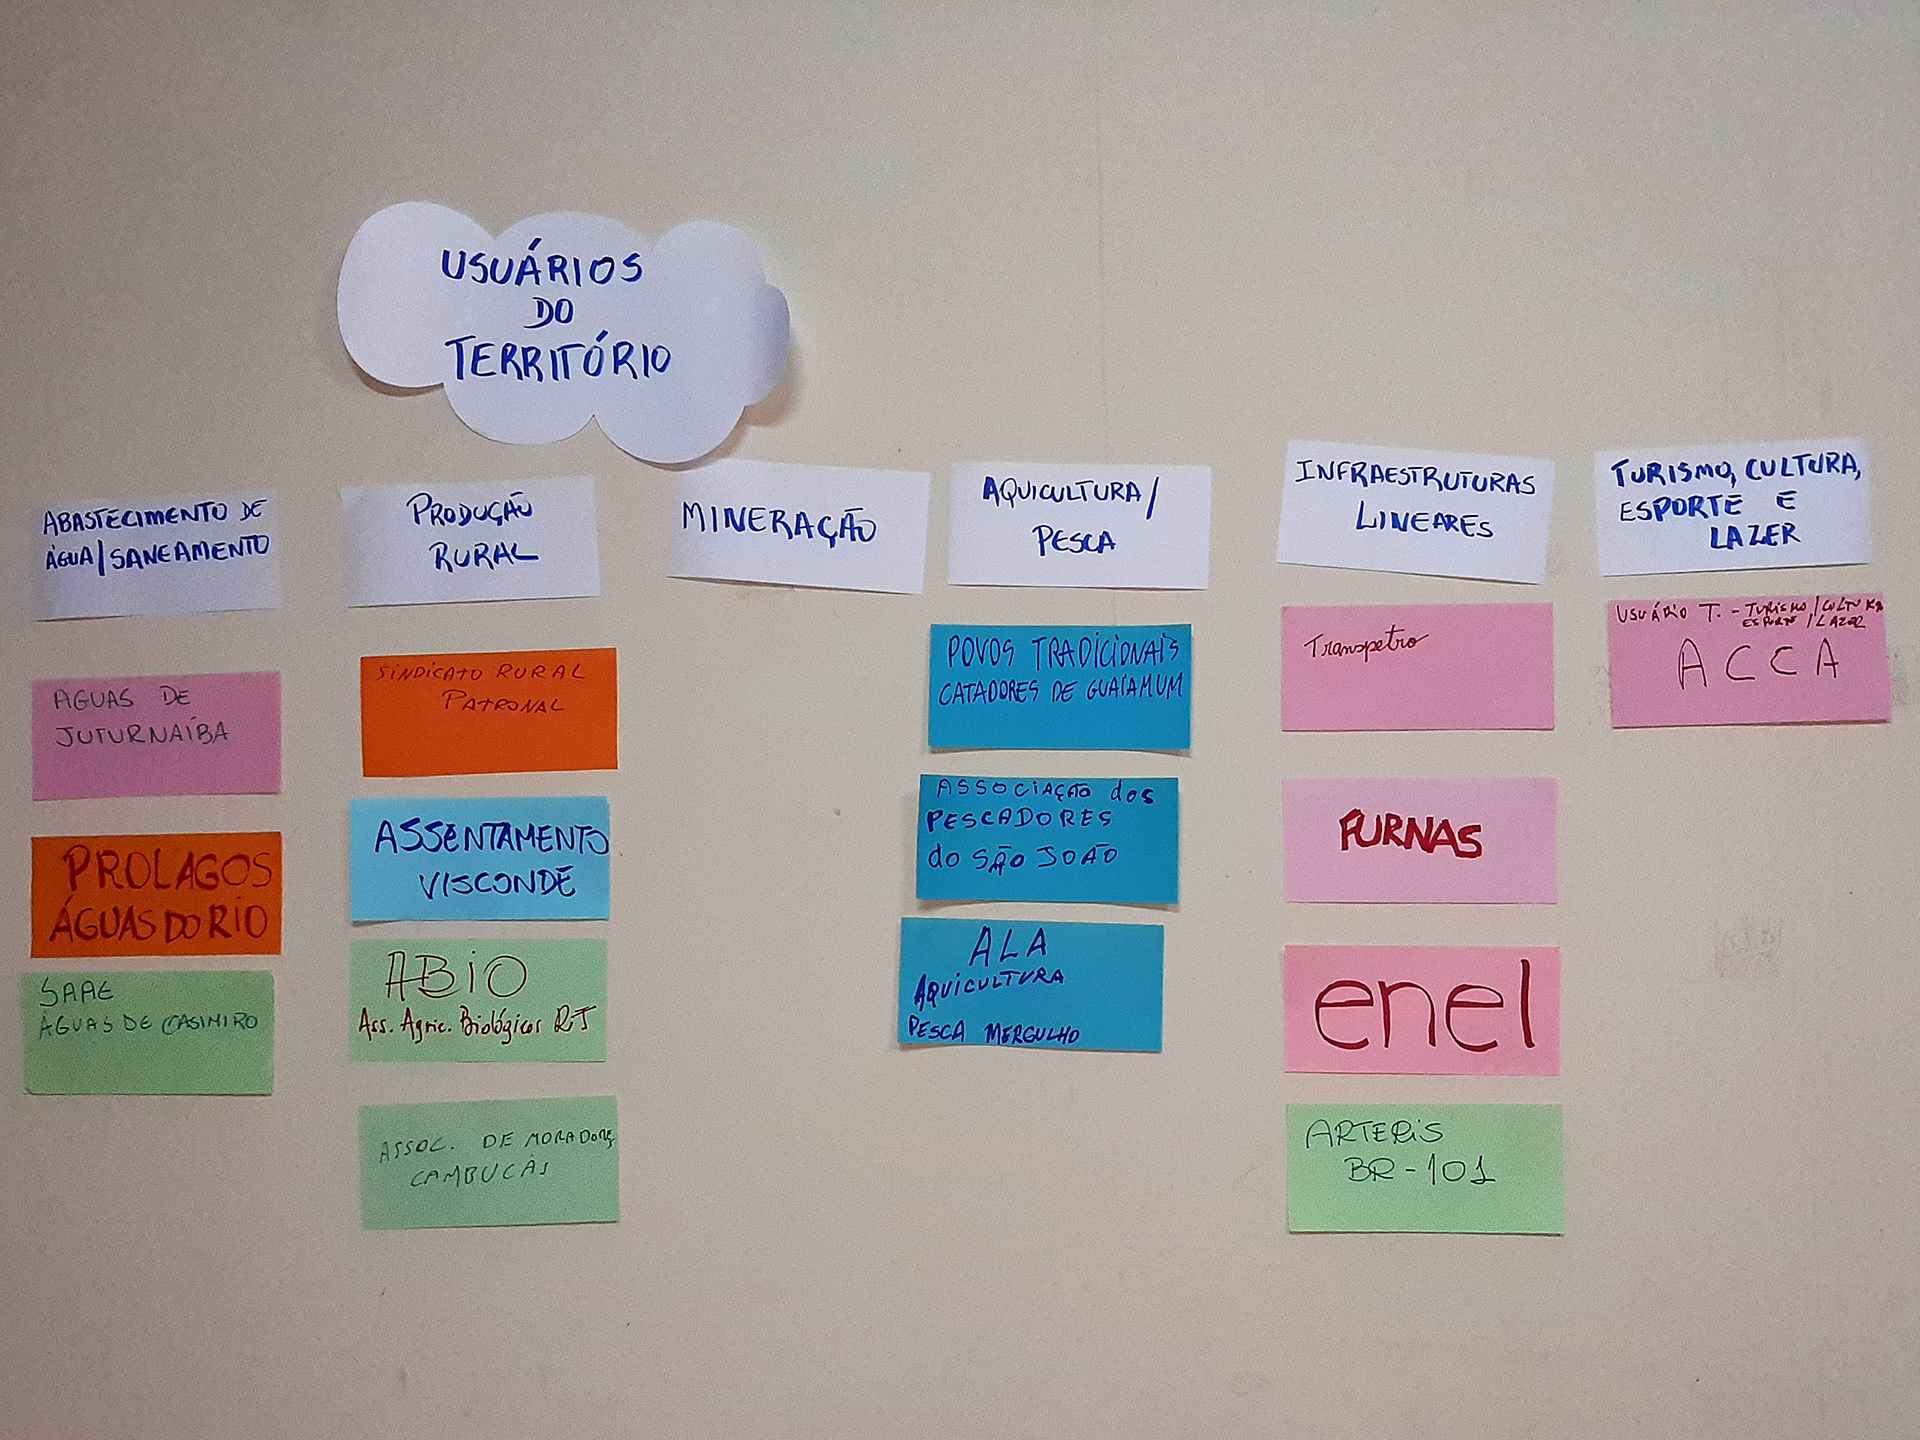 USUÁRIOS
DO
TERRITÓRIO
ABASTECIMENTO DE
ÁGUA/SANEAMENTO
ÁGUAS DE
JUTURNAÍBA
PROLAGOS
ÁGUAS DO RIO
SAAE
ÁGUAS DE CASIMIRO
PRODUÇÃO
RURAL
SINDICATO RURAL
PATRONAL
ASSENTAMENTO
VISCONDE
ABIO
Ass. Agric. Biológicos RJ
ASSOC. DE MORADORES
CAMBUCÁS
MINERAÇÃO
AQUICULTURA/
PESCA
POVOS TRADICIONAIS
CATADORES DE GUAIAMUM
ASSOCIAÇÃO dos
PESCADORES
do SÃO JOÃO
ALA
AQUICULTURA
PESCA MERGULHO
INFRAESTRUTURAS
LINEARES
Transpetro
FURNAS
enel
ARTERIS
BR-101
TURISMO, CULTURA,
ESPORTE E
LAZER
USUÁRIO T. - TURISMO/CULTURA
ESPORTE/LAZER
ACCA